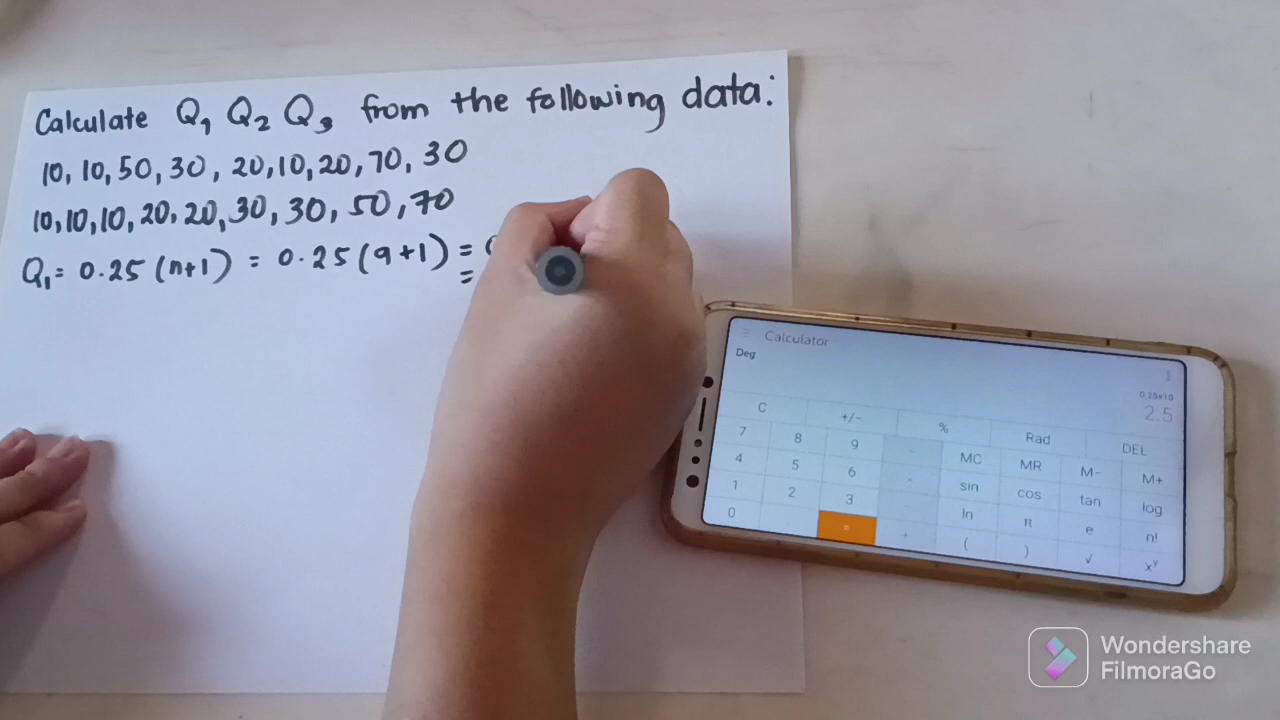 Calculate Q₁ Q₂ Q₃ from the following data:
10, 10, 50, 30, 20, 10, 20, 70, 30
10, 10, 10, 20, 20, 30, 30, 50, 70
Q₁ = 0.25 (n+1) = 0.25 (9+1) =
=
Calculator
Deg
0.25×10
2.5
C +/- % Rad DEL
7 8 9 MC MR M- M+
4 5 6 sin cos tan log
1 2 3 ln π e n!
0 . = + ( ) √ xʸ
Wondershare
FilmoraGo